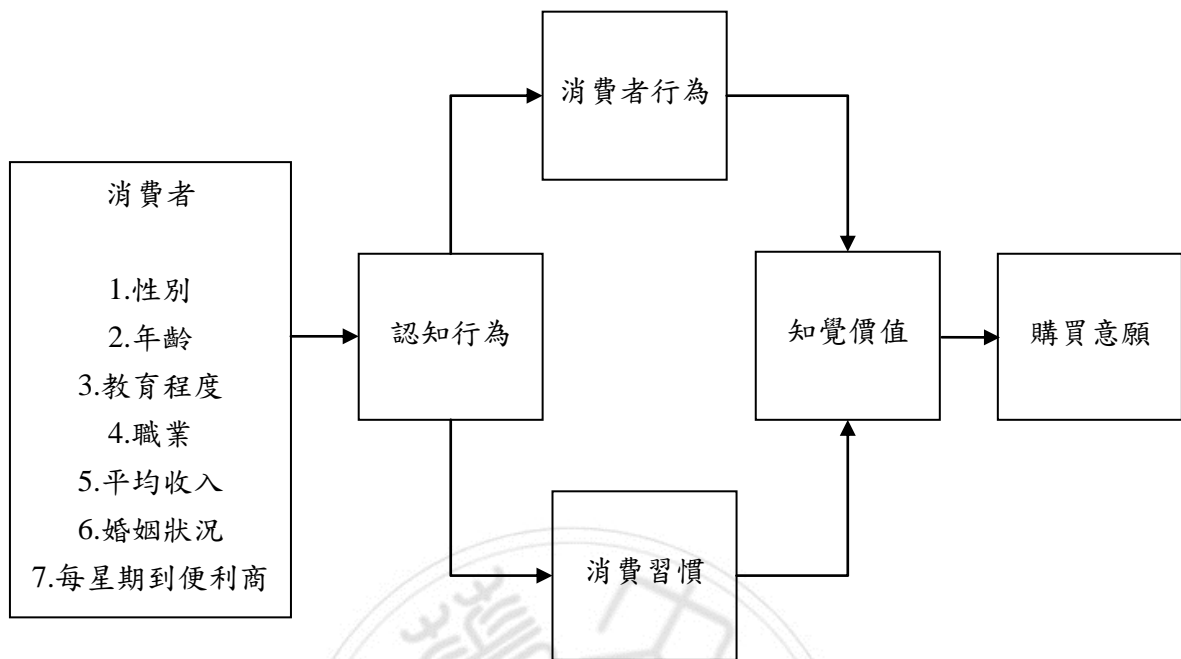 消費者行為
消費者
1.性別
2.年齡
3.教育程度
4.職業
5.平均收入
6.婚姻狀況
7.每星期到便利商
認知行為
知覺價值
購買意願
消費習慣